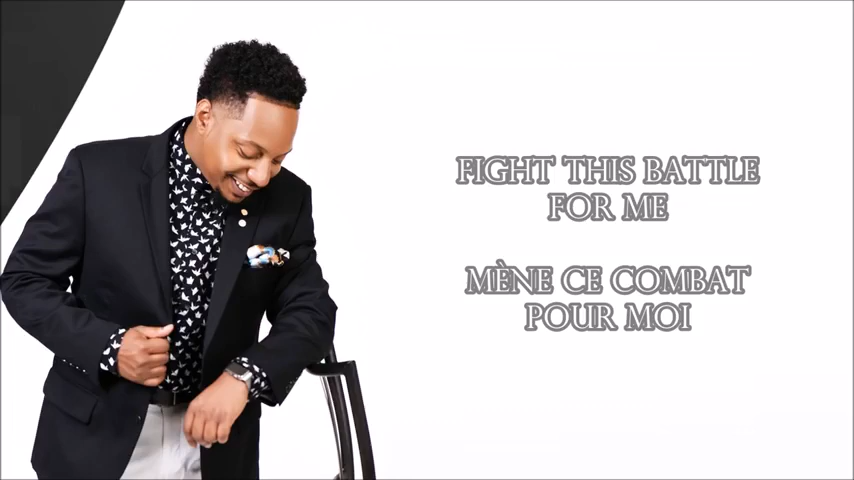 FIGHT THIS BATTLE
FOR ME
MÈNE CE COMBAT
POUR MOI